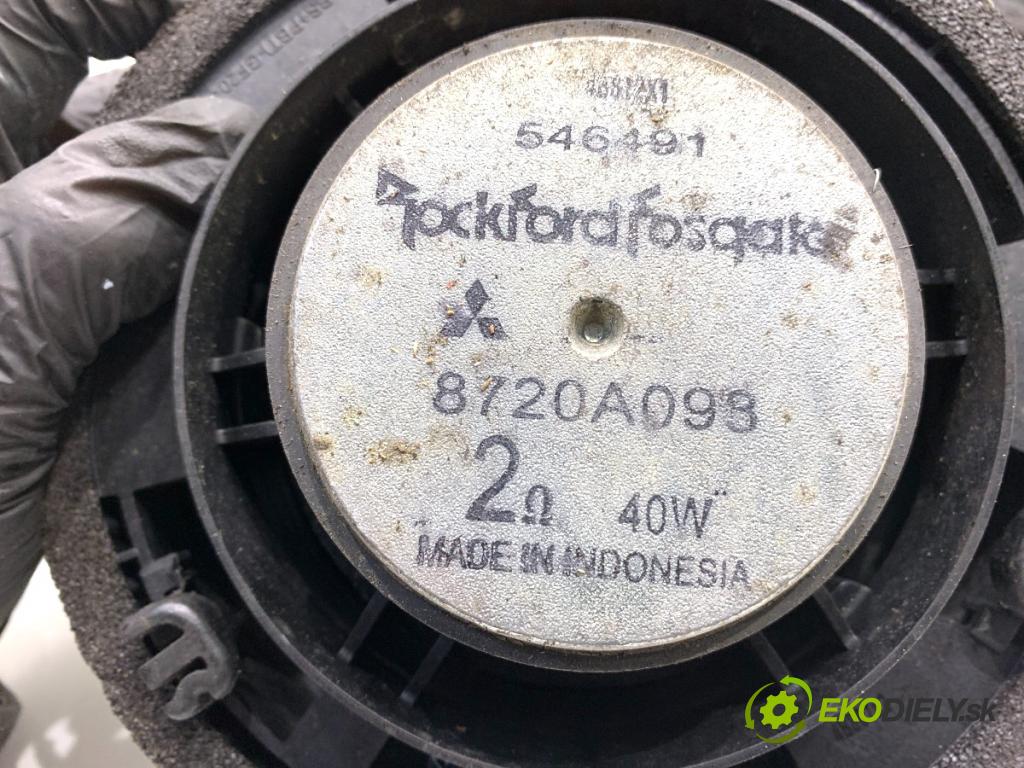 546491
RockfordFosgate
8720A093
2Ω 40W
MADE IN INDONESIA
EKODIELY.sk